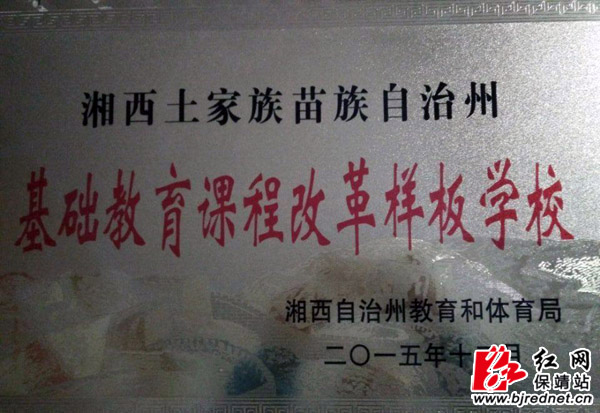 湘西土家族苗族自治州
基础教育课程改革样板学校
湘西自治州教育和体育局
二〇一五年十 月
红网
保靖站
www.bjrednet.cn